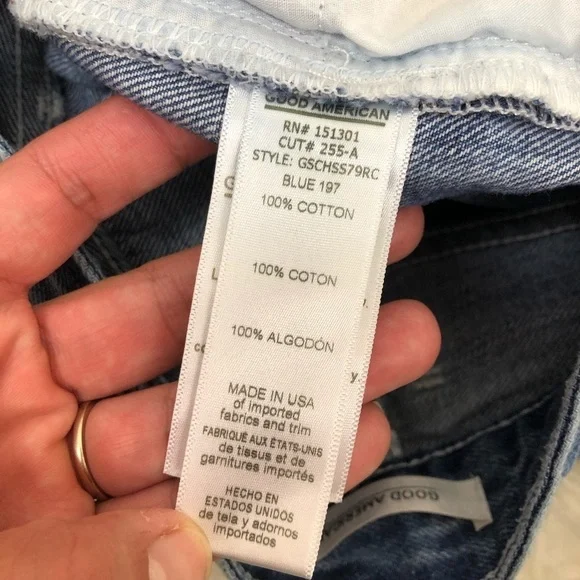 GOOD AMERICAN
RN# 151301
CUT# 255-A
STYLE: GSCHSS79RC
BLUE 197
100% COTTON
100% COTON
100% ALGODÓN
MADE IN USA
of imported
fabrics and trim
FABRIQUÉ AUX ÉTATS-UNIS
de tissus et de
garnitures importés
HECHO EN
ESTADOS UNIDOS
de tela y adornos
importados
GOOD AMERICA